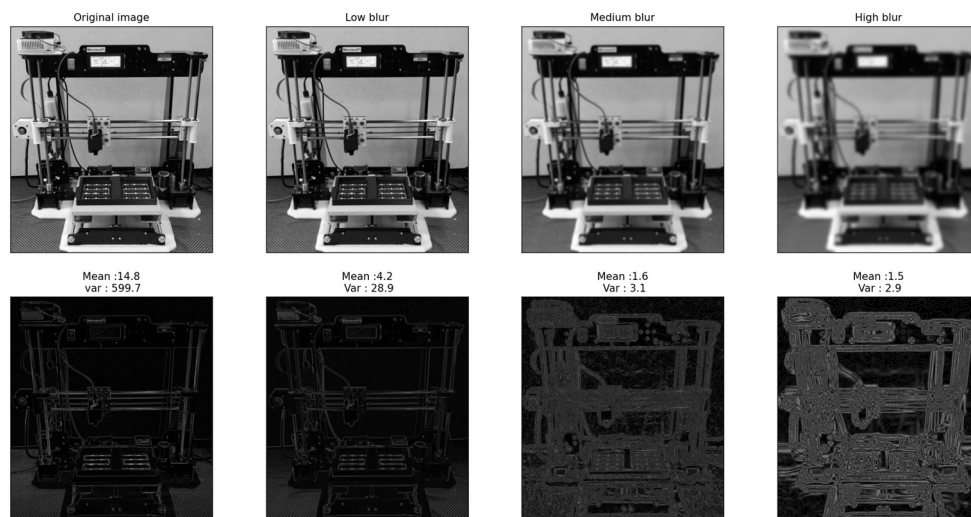 Original image
Low blur
Medium blur
High blur
Mean :14.8
var : 599.7
Mean :4.2
Var : 28.9
Mean :1.6
Var : 3.1
Mean :1.5
Var : 2.9